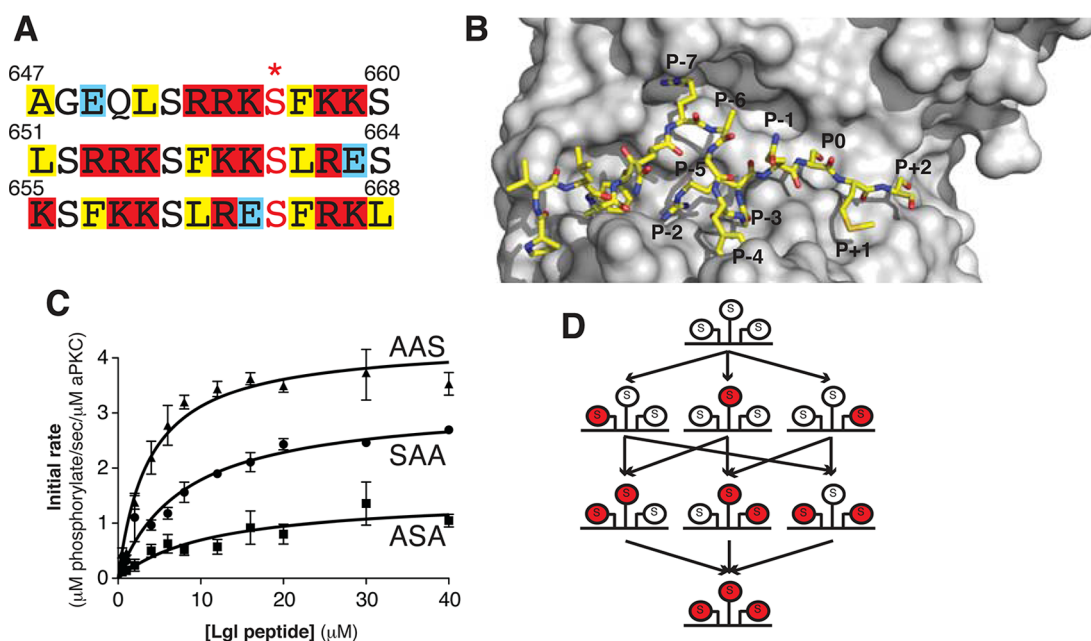 A
647 * 660
AGEQLSRRKSFKKS
651 664
LSRRKSFKKSLRES
655 668
KSFKKSLRESFRKL
B
P-7
P-6
P-1
P0
P+2
P-5
P-2
P-3
P-4
P+1
C
Initial rate
(µM phosphorylate/sec/µM aPKC)
4
3
2
1
0
AAS
SAA
ASA
0 10 20 30 40
[Lgl peptide] (µM)
D
S
S S
S S S
S S S S S S
S S S
S S S S S S
S
S S